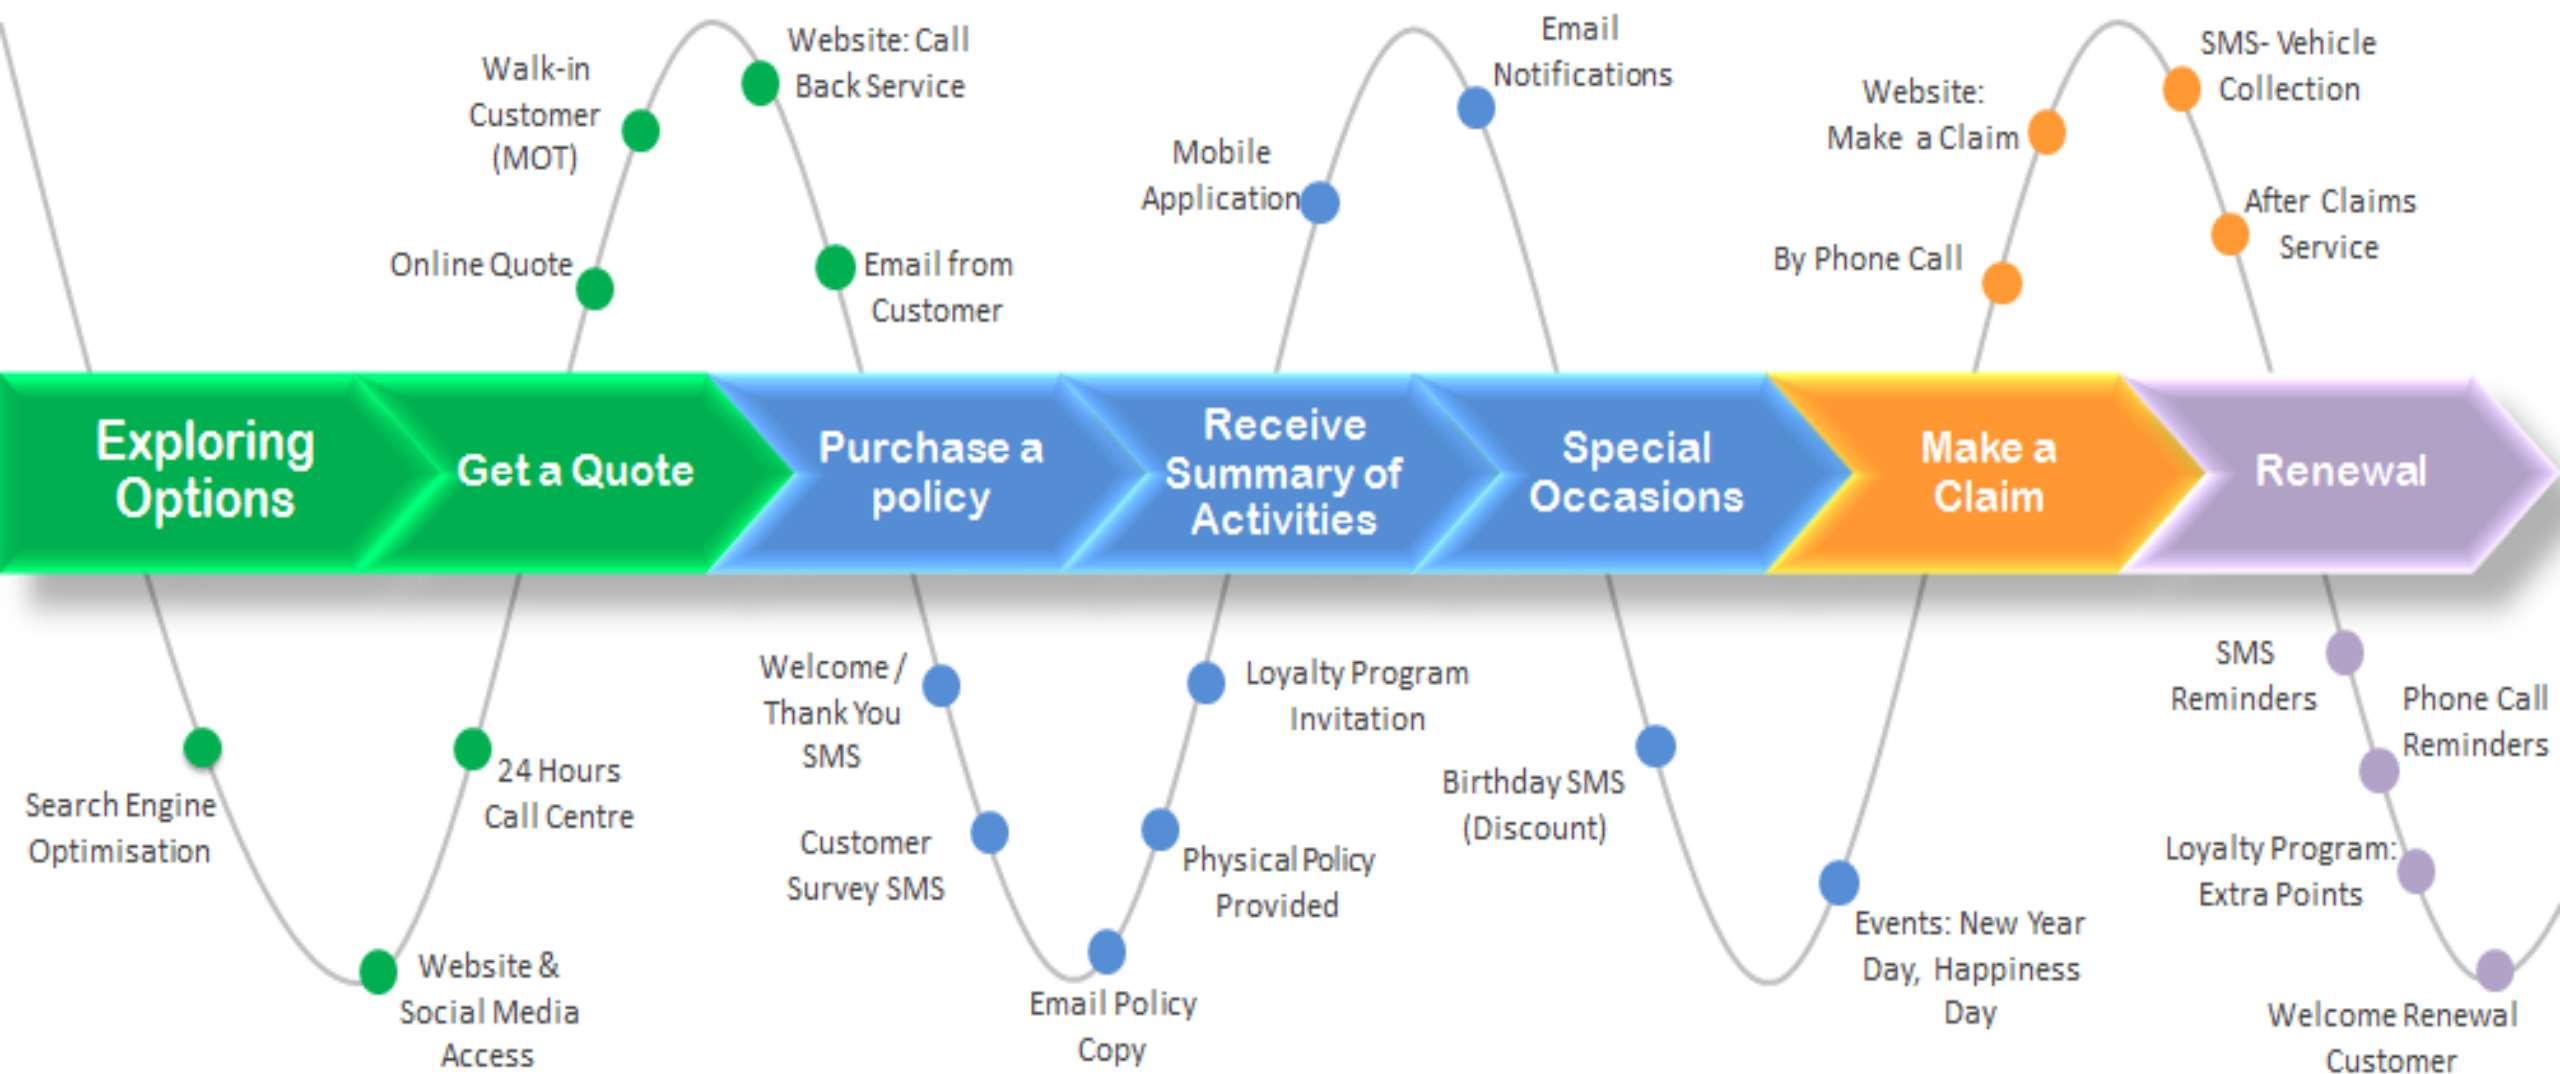 Walk-in
Customer
(MOT)
Website: Call
Back Service
Online Quote
Email from
Customer
Mobile
Application
Email
Notifications
Website:
Make a Claim
By Phone Call
SMS- Vehicle
Collection
After Claims
Service
Exploring
Options
Get a Quote
Purchase a
policy
Receive
Summary of
Activities
Special
Occasions
Make a
Claim
Renewal
Search Engine
Optimisation
Website &
Social Media
Access
24 Hours
Call Centre
Welcome /
Thank You
SMS
Customer
Survey SMS
Email Policy
Copy
Physical Policy
Provided
Loyalty Program
Invitation
Birthday SMS
(Discount)
Events: New Year
Day, Happiness
Day
SMS
Reminders
Phone Call
Reminders
Loyalty Program:
Extra Points
Welcome Renewal
Customer